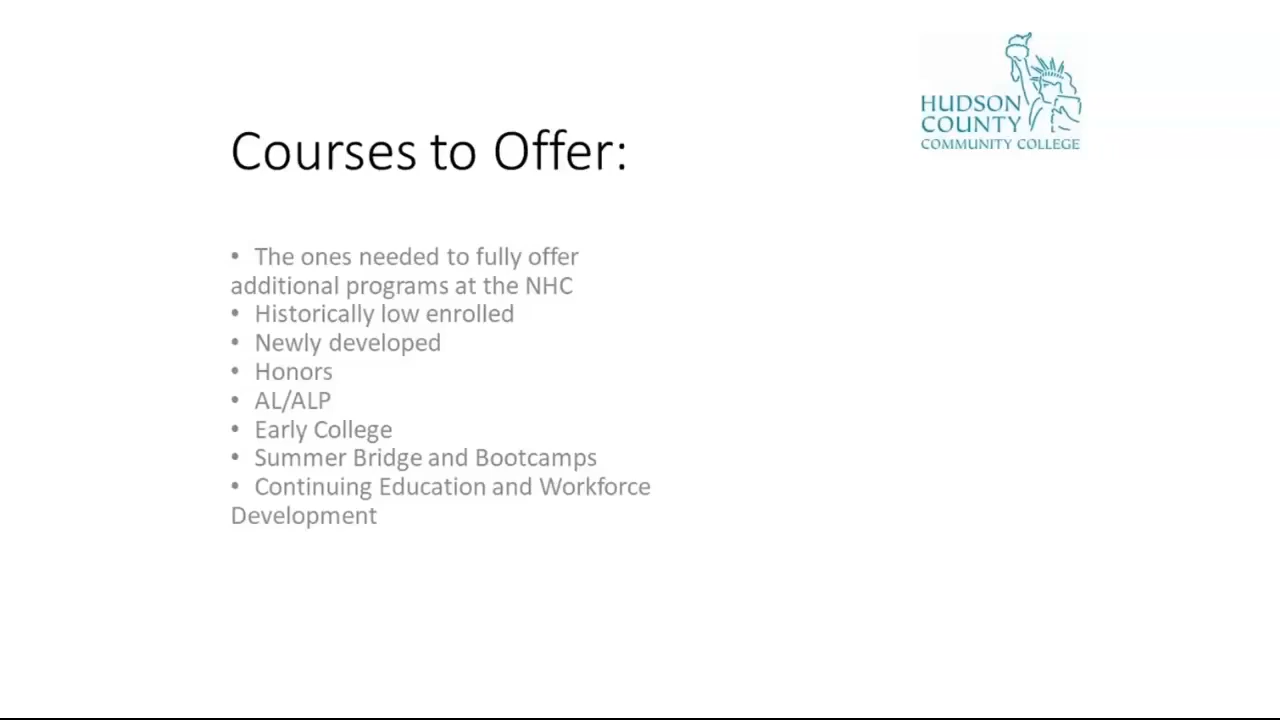 HUDSON
COUNTY
COMMUNITY COLLEGE
Courses to Offer:
• The ones needed to fully offer
additional programs at the NHC
• Historically low enrolled
• Newly developed
• Honors
• AL/ALP
• Early College
• Summer Bridge and Bootcamps
• Continuing Education and Workforce
Development